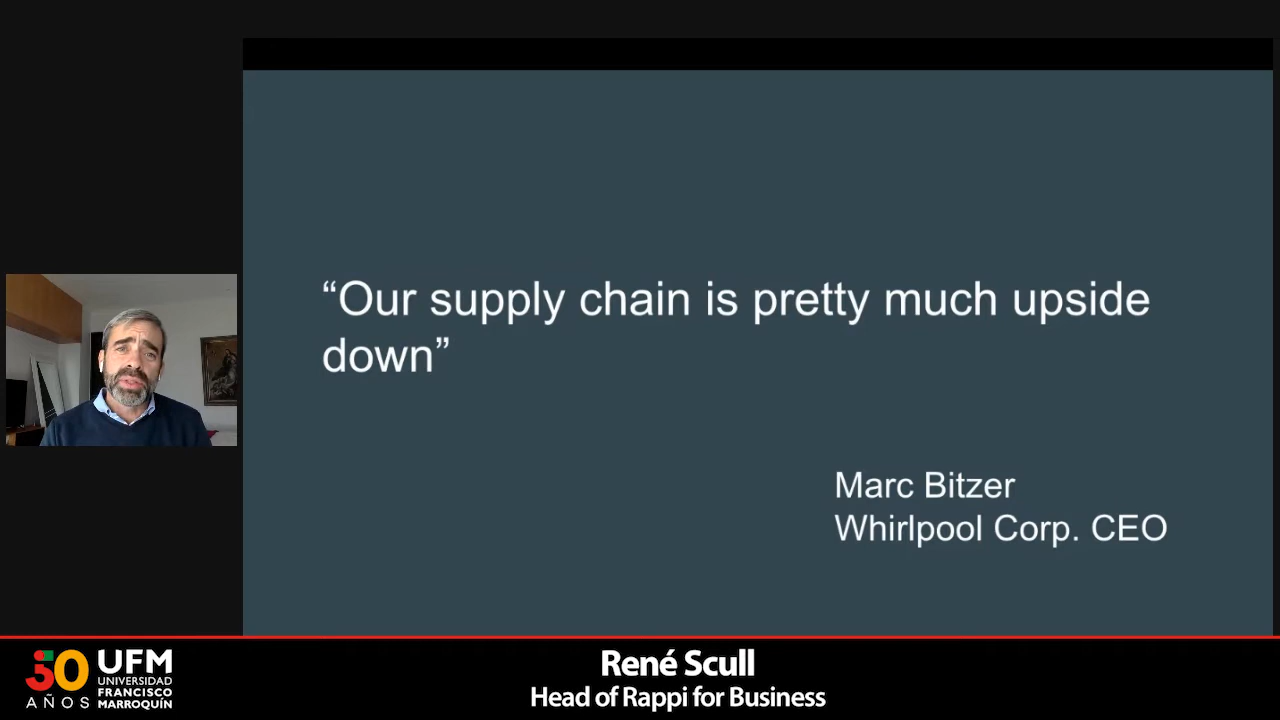 “Our supply chain is pretty much upside
down”
Marc Bitzer
Whirlpool Corp. CEO
50
AÑOS
UFM
UNIVERSIDAD
FRANCISCO
MARROQUÍN
René Scull
Head of Rappi for Business